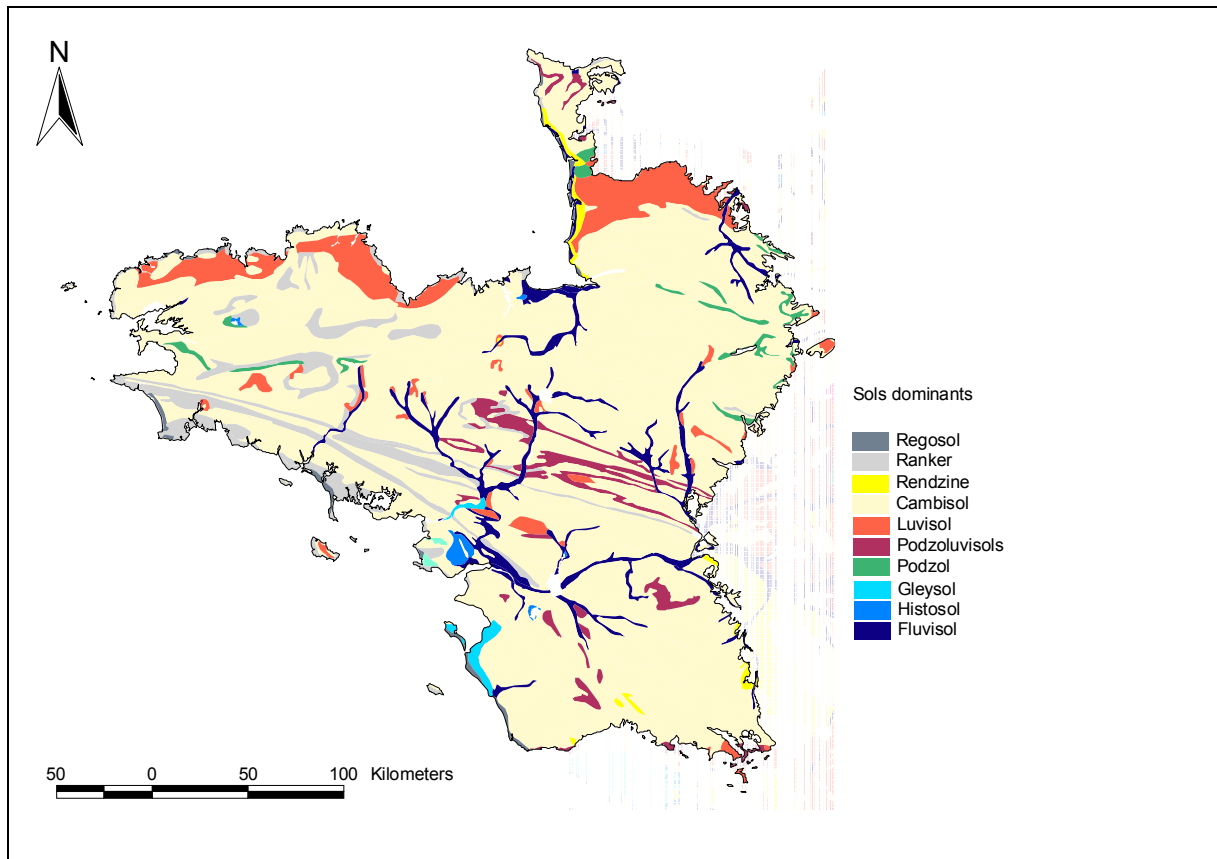 N
Sols dominants
Regosol
Ranker
Rendzine
Cambisol
Luvisol
Podzoluvisols
Podzol
Gleysol
Histosol
Fluvisol
50 0 50 100 Kilometers